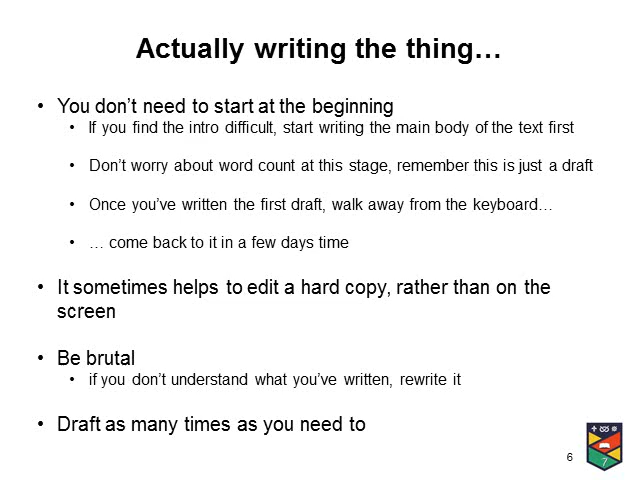 Actually writing the thing…
• You don’t need to start at the beginning
• If you find the intro difficult, start writing the main body of the text first
• Don’t worry about word count at this stage, remember this is just a draft
• Once you’ve written the first draft, walk away from the keyboard…
• … come back to it in a few days time
• It sometimes helps to edit a hard copy, rather than on the
screen
• Be brutal
• if you don’t understand what you’ve written, rewrite it
• Draft as many times as you need to
6